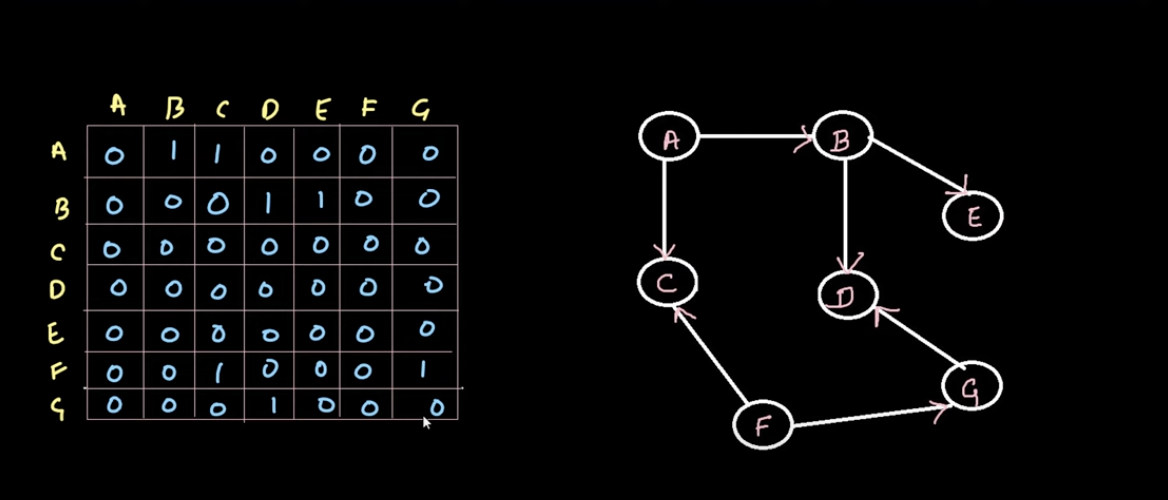 A B C D E F G
A 0 1 1 0 0 0 0
B 0 0 0 1 1 0 0
C 0 0 0 0 0 0 0
D 0 0 0 0 0 0 0
E 0 0 0 0 0 0 0
F 0 0 1 0 0 0 1
G 0 0 0 1 0 0 0
A B
E
C D
G
F